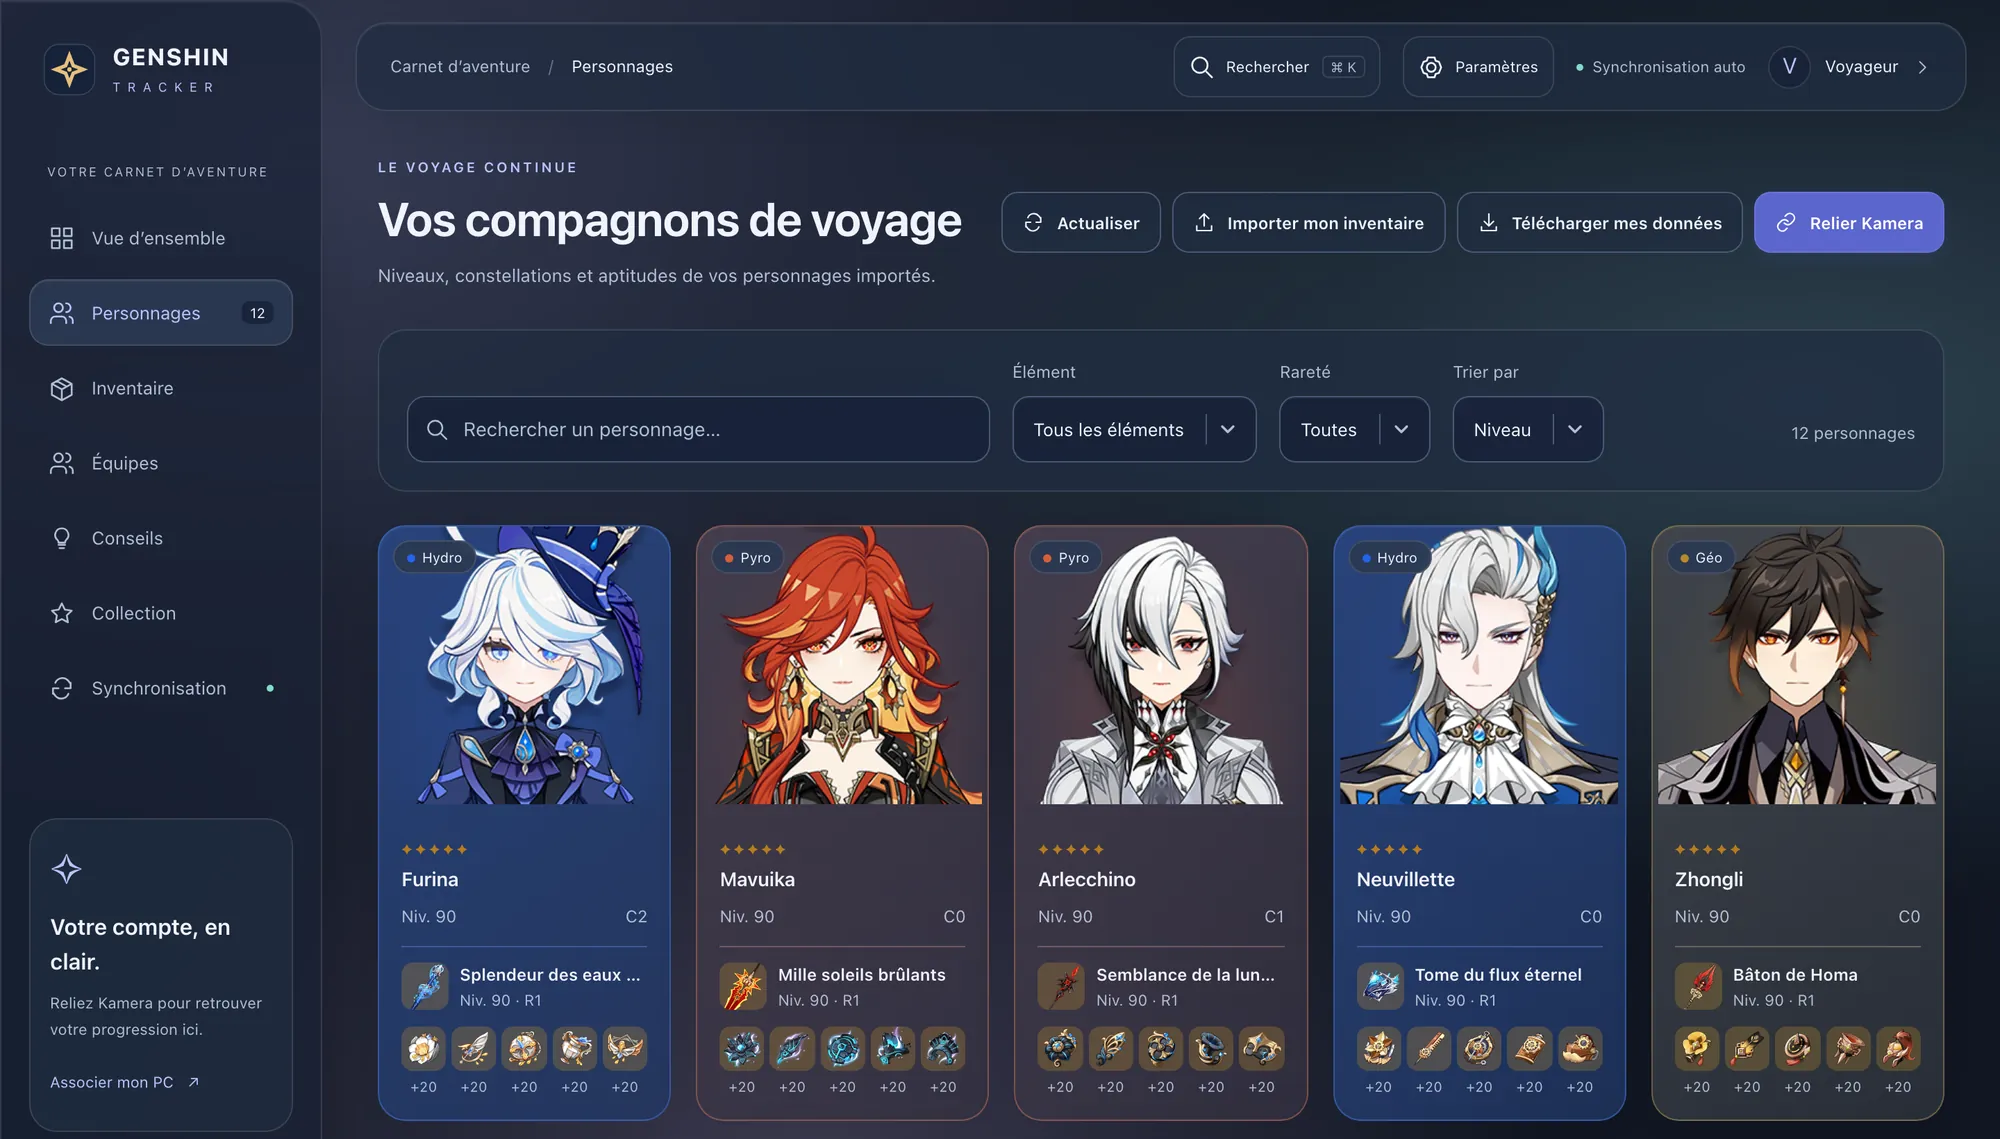 GENSHIN
TRACKER
VOTRE CARNET D’AVENTURE
Vue d’ensemble
Personnages 12
Inventaire
Équipes
Conseils
Collection
Synchronisation
Votre compte, en
clair.
Reliez Kamera pour retrouver
votre progression ici.
Associer mon PC
Carnet d’aventure / Personnages
Rechercher ⌘ K
Paramètres
Synchronisation auto
V Voyageur
LE VOYAGE CONTINUE
Vos compagnons de voyage
Niveaux, constellations et aptitudes de vos personnages importés.
Actualiser
Importer mon inventaire
Télécharger mes données
Relier Kamera
Rechercher un personnage...
Élément
Tous les éléments
Rareté
Toutes
Trier par
Niveau
12 personnages
Hydro
Furina
Niv. 90 C2
Splendeur des eaux ...
Niv. 90 · R1
+20 +20 +20 +20 +20
Pyro
Mavuika
Niv. 90 C0
Mille soleils brûlants
Niv. 90 · R1
+20 +20 +20 +20 +20
Pyro
Arlecchino
Niv. 90 C1
Semblance de la lun...
Niv. 90 · R1
+20 +20 +20 +20 +20
Hydro
Neuvillette
Niv. 90 C0
Tome du flux éternel
Niv. 90 · R1
+20 +20 +20 +20 +20
Géo
Zhongli
Niv. 90 C0
Bâton de Homa
Niv. 90 · R1
+20 +20 +20 +20 +20